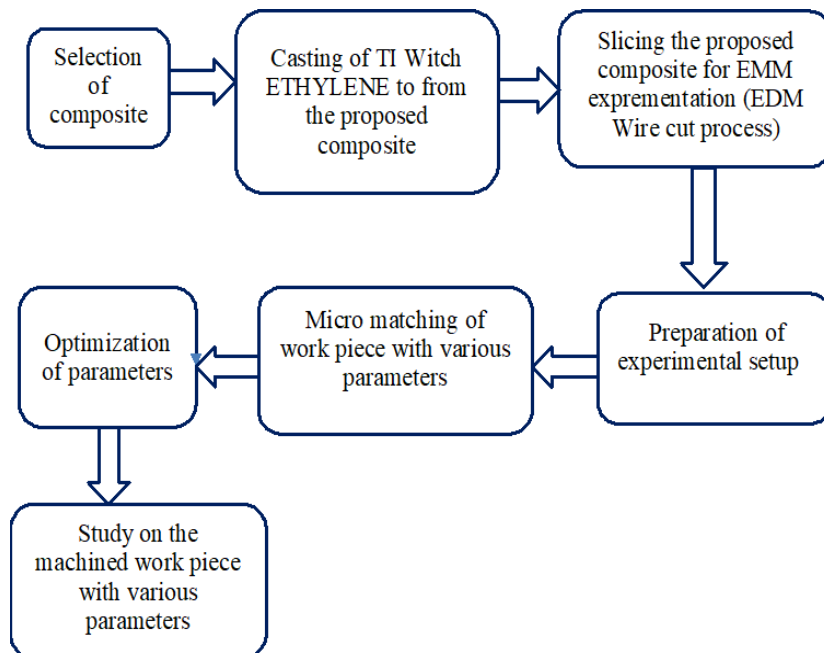 Selection
of
composite
Casting of TI Witch
ETHYLENE to from
the proposed
composite
Slicing the proposed
composite for EMM
exprementation (EDM
Wire cut process)
Preparation of
experimental setup
Micro matching of
work piece with various
parameters
Optimization
of parameters
Study on the
machined work piece
with various
parameters